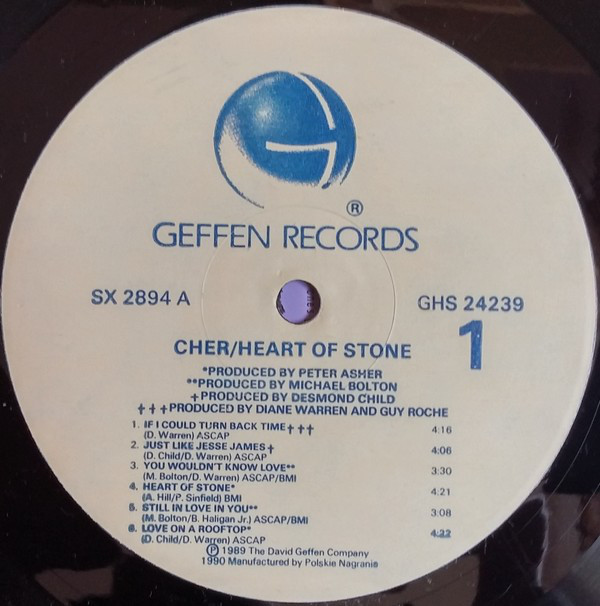 ®
GEFFEN RECORDS
SX 2894 A
GHS 24239
1
CHER/HEART OF STONE
*PRODUCED BY PETER ASHER
**PRODUCED BY MICHAEL BOLTON
†PRODUCED BY DESMOND CHILD
†††PRODUCED BY DIANE WARREN AND GUY ROCHE
1. IF I COULD TURN BACK TIME††† 4:16
(D. Warren) ASCAP
2. JUST LIKE JESSE JAMES† 4:06
(D. Child/D. Warren) ASCAP
3. YOU WOULDN'T KNOW LOVE** 3:30
(M. Bolton/D. Warren) ASCAP/BMI
4. HEART OF STONE* 4:21
(A. Hill/P. Sinfield) BMI
5. STILL IN LOVE IN YOU** 3:08
(M. Bolton/B. Haligan Jr.) ASCAP/BMI
6. LOVE ON A ROOFTOP* 4:22
(D. Child/D. Warren) ASCAP
℗ 1989 The David Geffen Company
1990 Manufactured by Polskie Nagrania